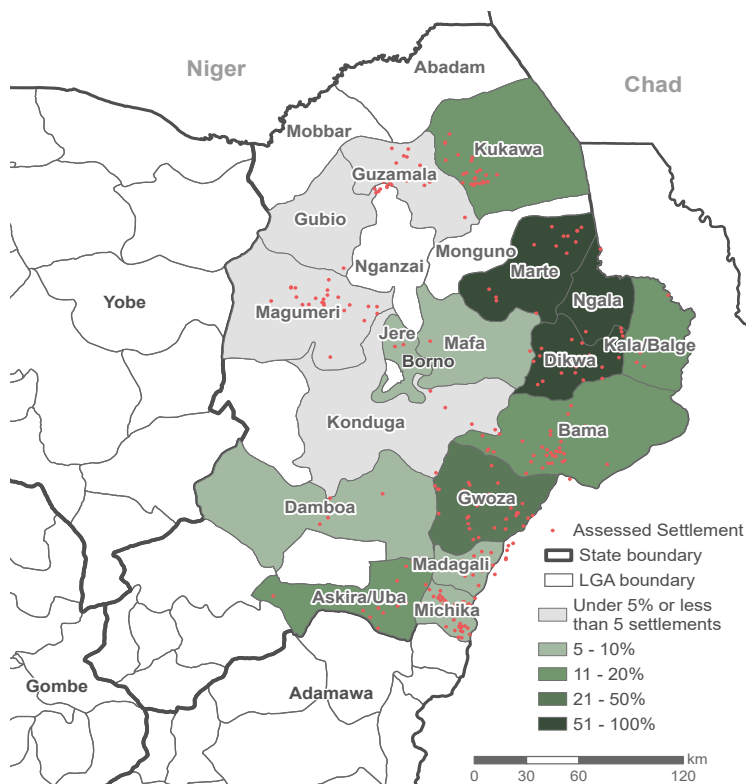 Niger
Abadam
Chad
Mobbar
Kukawa
Guzamala
Gubio
Monguno
Nganzai
Marte
Ngala
Yobe
Magumeri
Jere
Mafa
Kala/Balge
Borno
Dikwa
Konduga
Bama
Gwoza
Damboa
Madagali
Askira/Uba
Michika
Gombe
Adamawa
Assessed Settlement
State boundary
LGA boundary
Under 5% or less
than 5 settlements
5 - 10%
11 - 20%
21 - 50%
51 - 100%
km
0 30 60 120